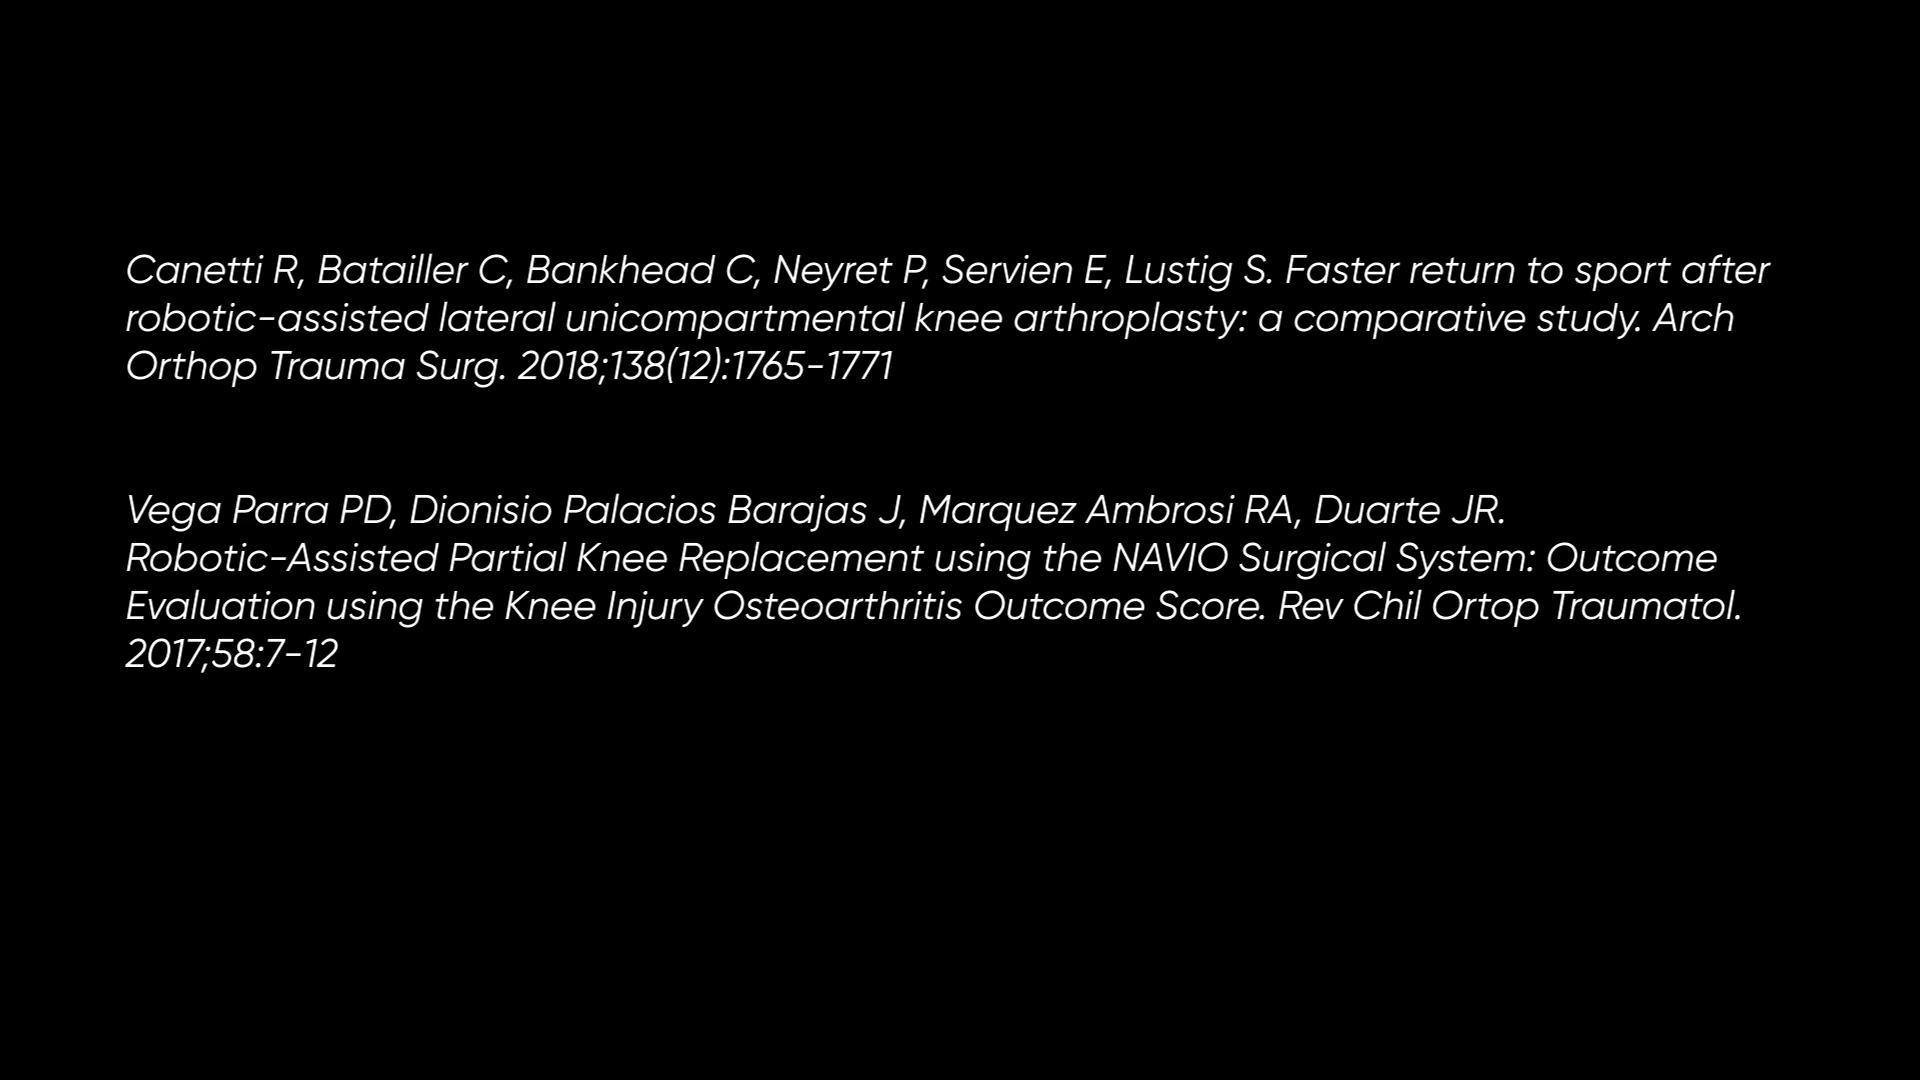 Canetti R, Batailler C, Bankhead C, Neyret P, Servien E, Lustig S. Faster return to sport after
robotic-assisted lateral unicompartmental knee arthroplasty: a comparative study. Arch
Orthop Trauma Surg. 2018;138(12):1765-1771
Vega Parra PD, Dionisio Palacios Barajas J, Marquez Ambrosi RA, Duarte JR.
Robotic-Assisted Partial Knee Replacement using the NAVIO Surgical System: Outcome
Evaluation using the Knee Injury Osteoarthritis Outcome Score. Rev Chil Ortop Traumatol.
2017;58:7-12